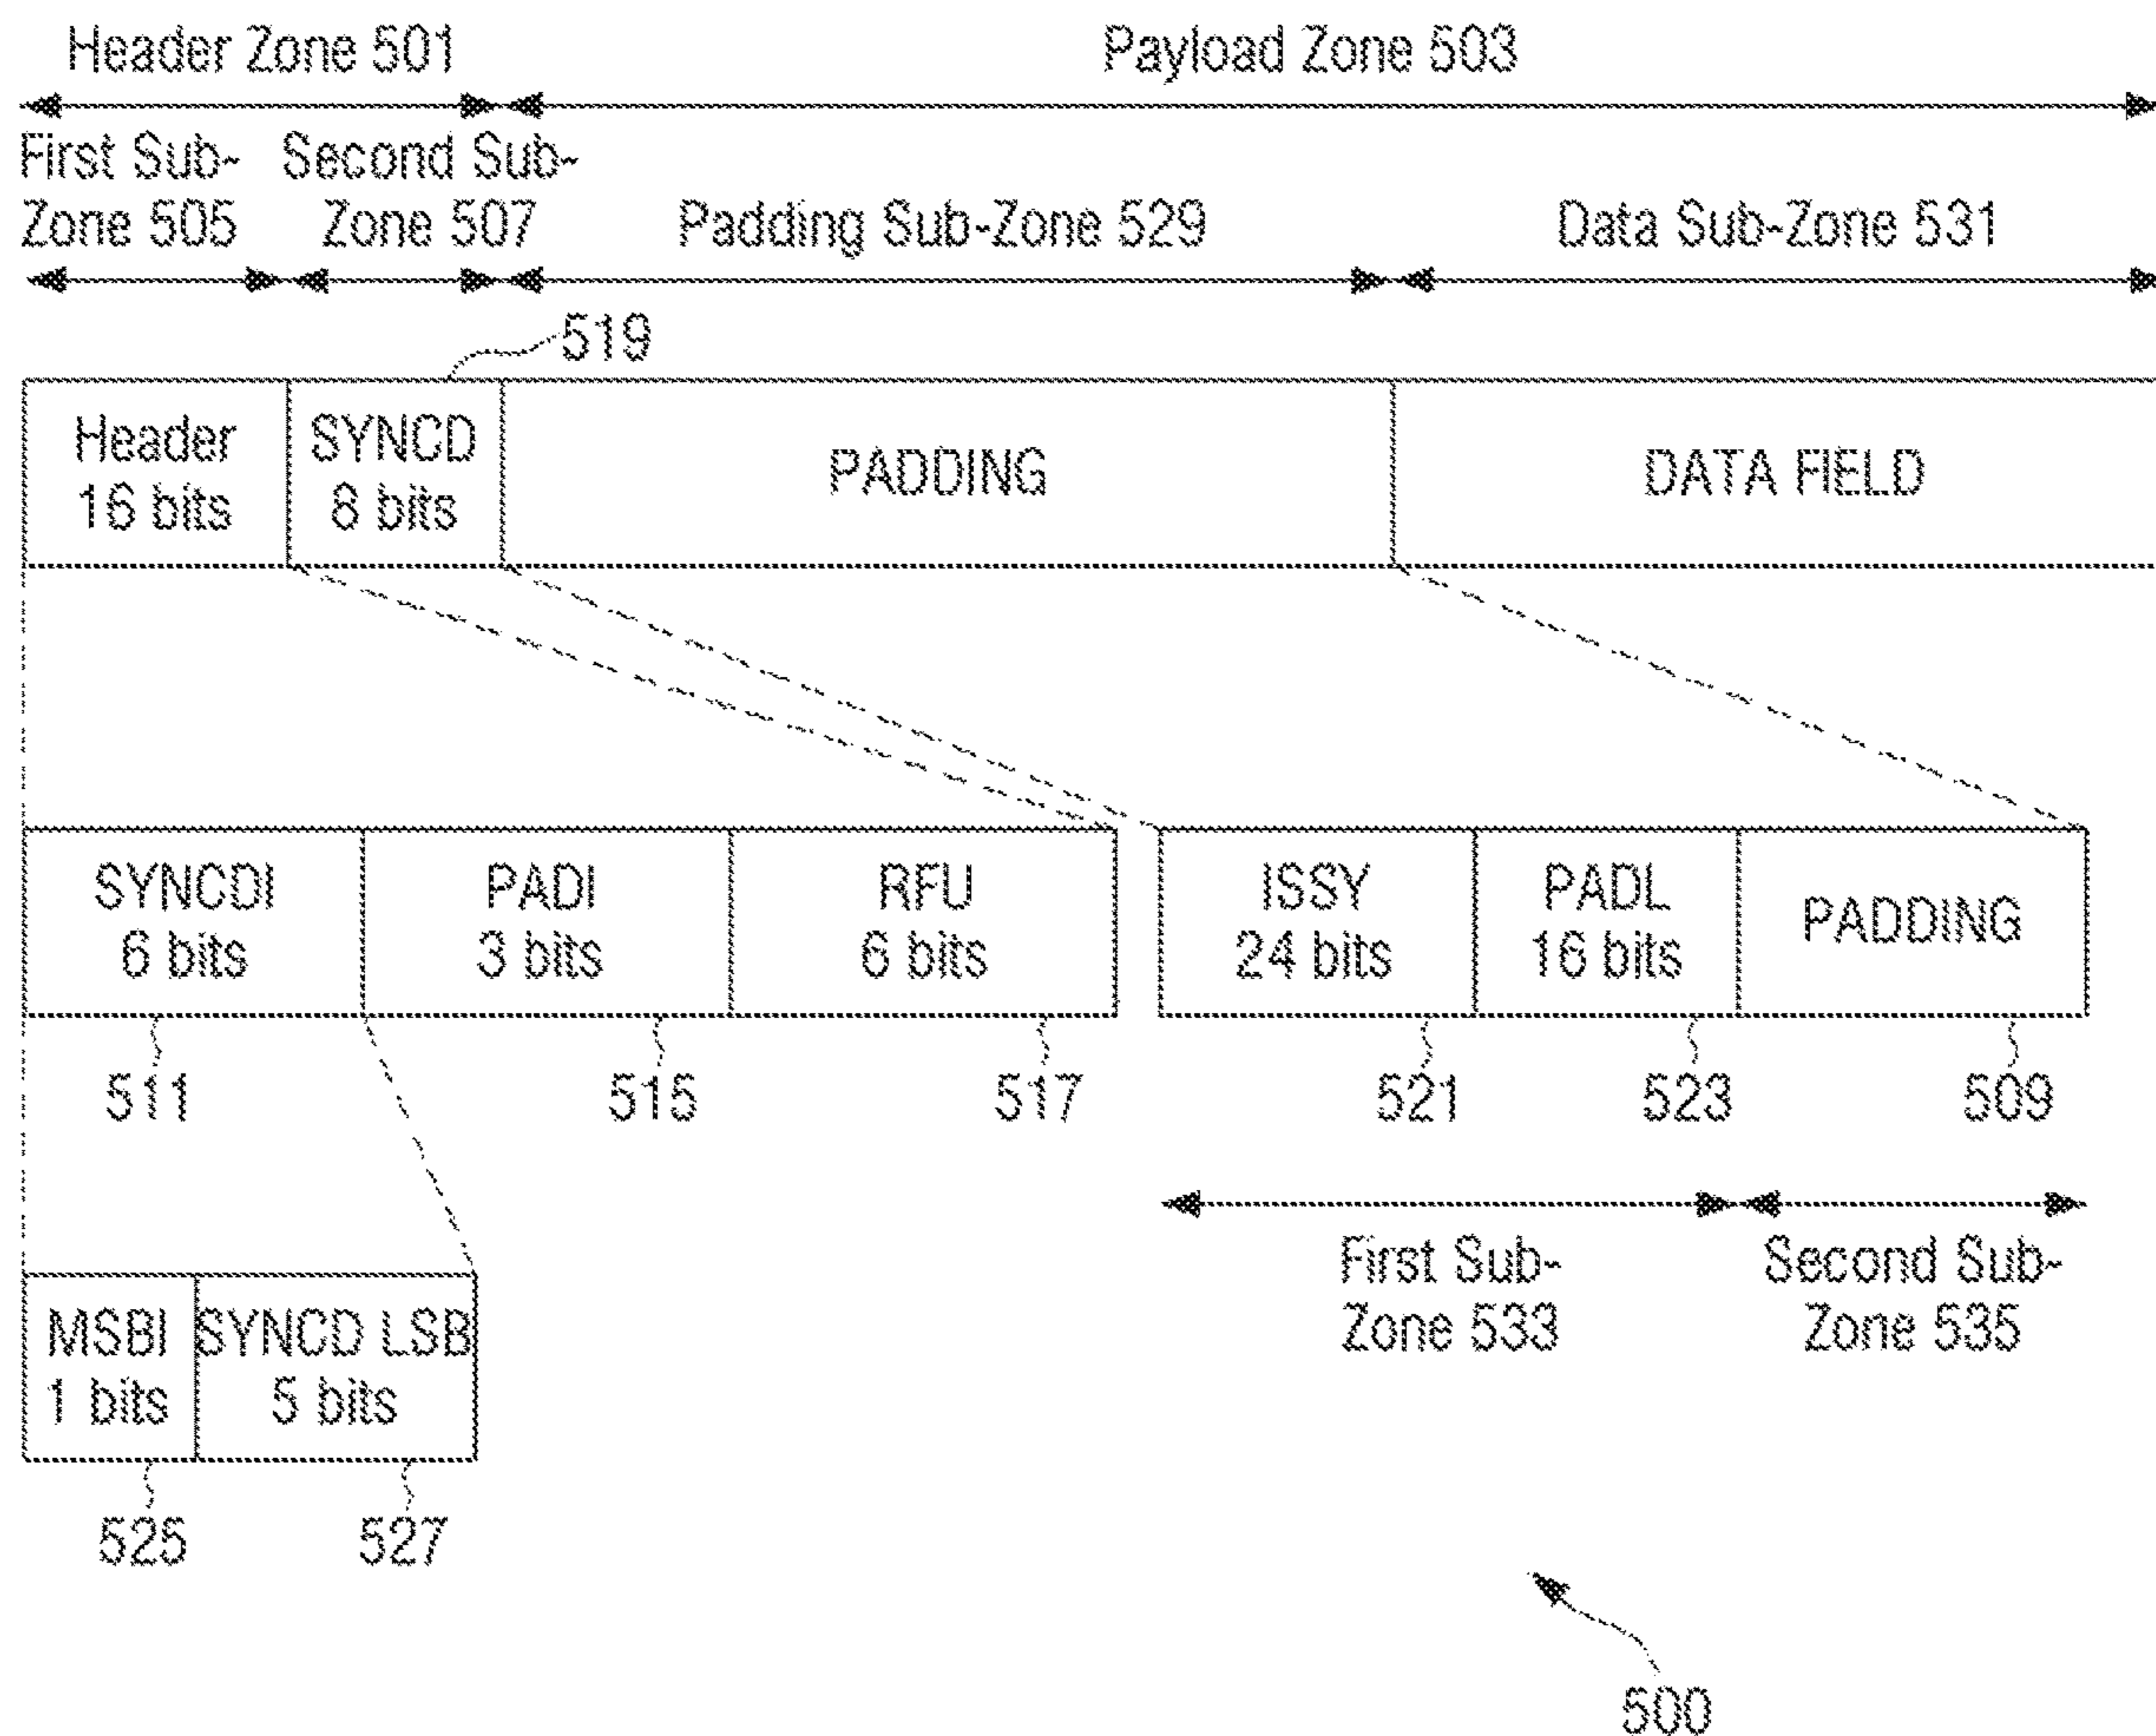 Header Zone 501
Payload Zone 503
First Sub-
Zone 505
Second Sub-
Zone 507
Padding Sub-Zone 529
Data Sub-Zone 531
519
Header
16 bits
SYNCD
8 bits
PADDING
DATA FIELD
SYNCDI
6 bits
PADI
3 bits
RFU
6 bits
ISSY
24 bits
PADL
16 bits
PADDING
511
515
517
521
523
509
First Sub-
Zone 533
Second Sub-
Zone 535
MSBI
1 bits
SYNCD LSB
5 bits
525
527
500